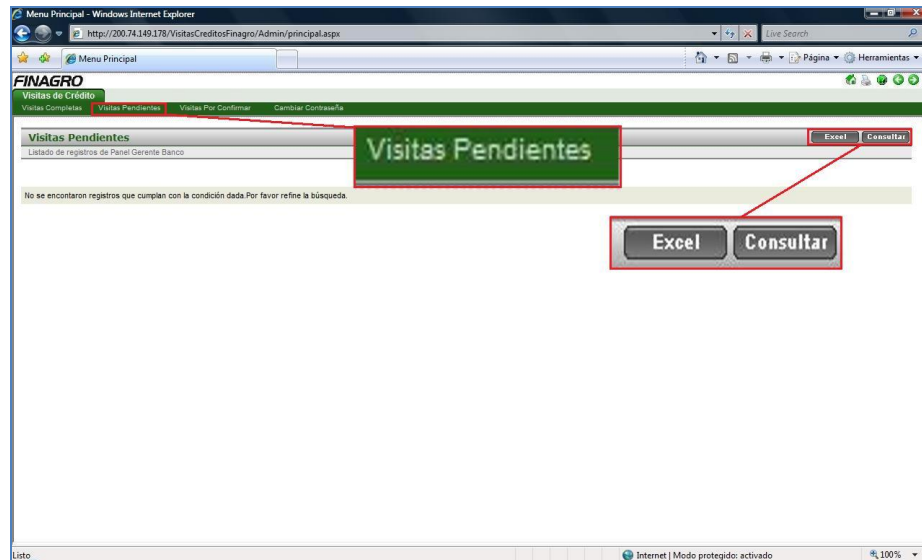 Menu Principal - Windows Internet Explorer
http://200.74.149.178/VisitasCreditosFinagro/Admin/principal.aspx
Live Search
Menu Principal
Página
Herramientas
FINAGRO
Visitas de Crédito
Visitas Completas Visitas Pendientes Visitas Por Confirmar Cambiar Contraseña
Visitas Pendientes
Excel Consultar
Listado de registros de Panel Gerente Banco
Visitas Pendientes
No se encontaron registros que cumplan con la condición dada.Por favor refine la búsqueda.
Excel Consultar
Listo
Internet | Modo protegido: activado
100%